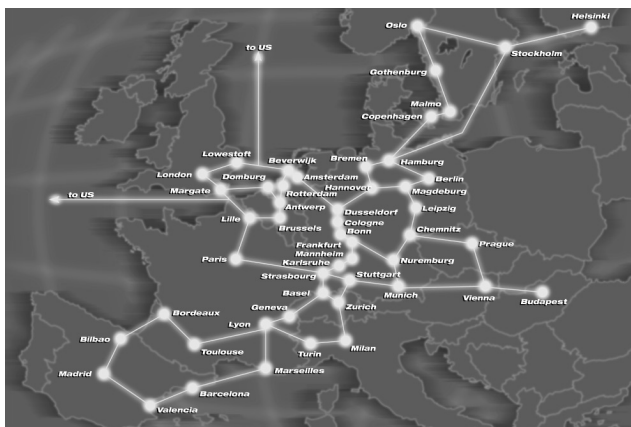 Helsinki
Oslo
to US
Stockholm
Gothenburg
Malmo
Copenhagen
Lowestoft
Beverwijk
Bremen
Hamburg
London
Domburg
Amsterdam
Hannover
Berlin
Margate
Rotterdam
Magdeburg
to US
Antwerp
Dusseldorf
Leipzig
Lille
Brussels
Cologne
Bonn
Chemnitz
Frankfurt
Prague
Mannheim
Paris
Karlsruhe
Nuremburg
Strasbourg
Stuttgart
Munich
Vienna
Basel
Budapest
Geneva
Zurich
Bordeaux
Lyon
Bilbao
Toulouse
Turin
Milan
Madrid
Marseilles
Barcelona
Valencia